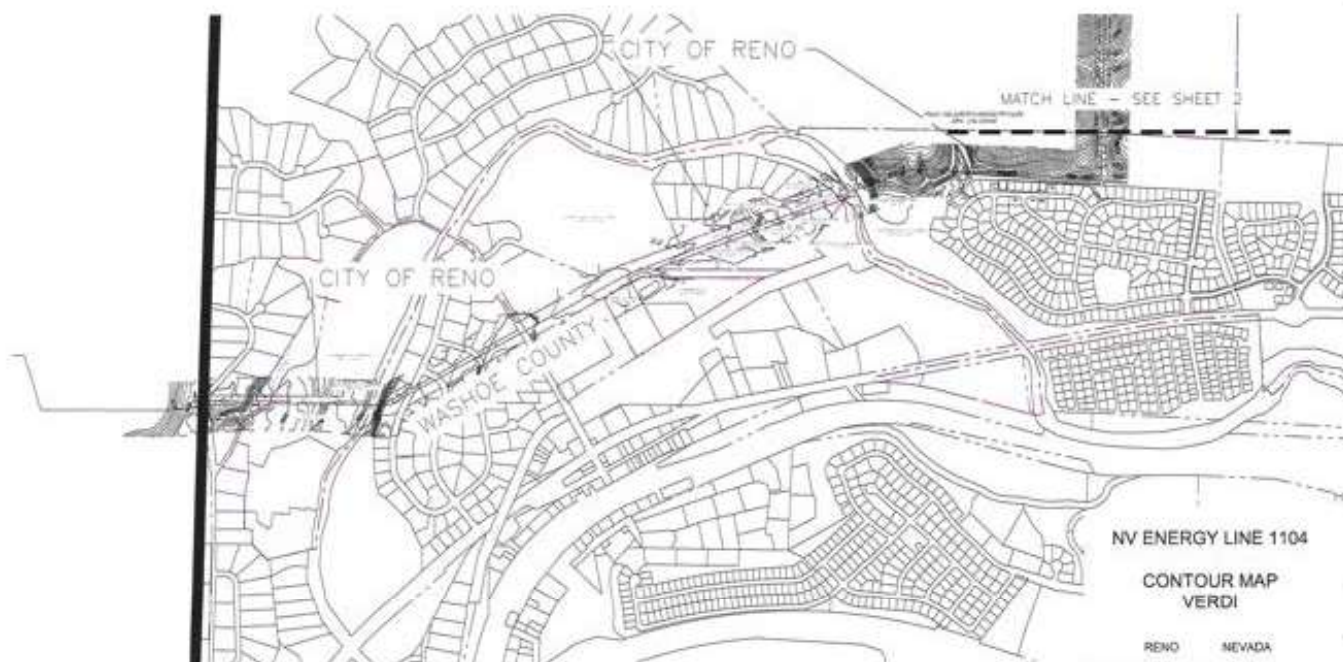 CITY OF RENO
MATCH LINE - SEE SHEET 2
CITY OF RENO
WASHOE COUNTY
NV ENERGY LINE 1104
CONTOUR MAP
VERDI
RENO NEVADA